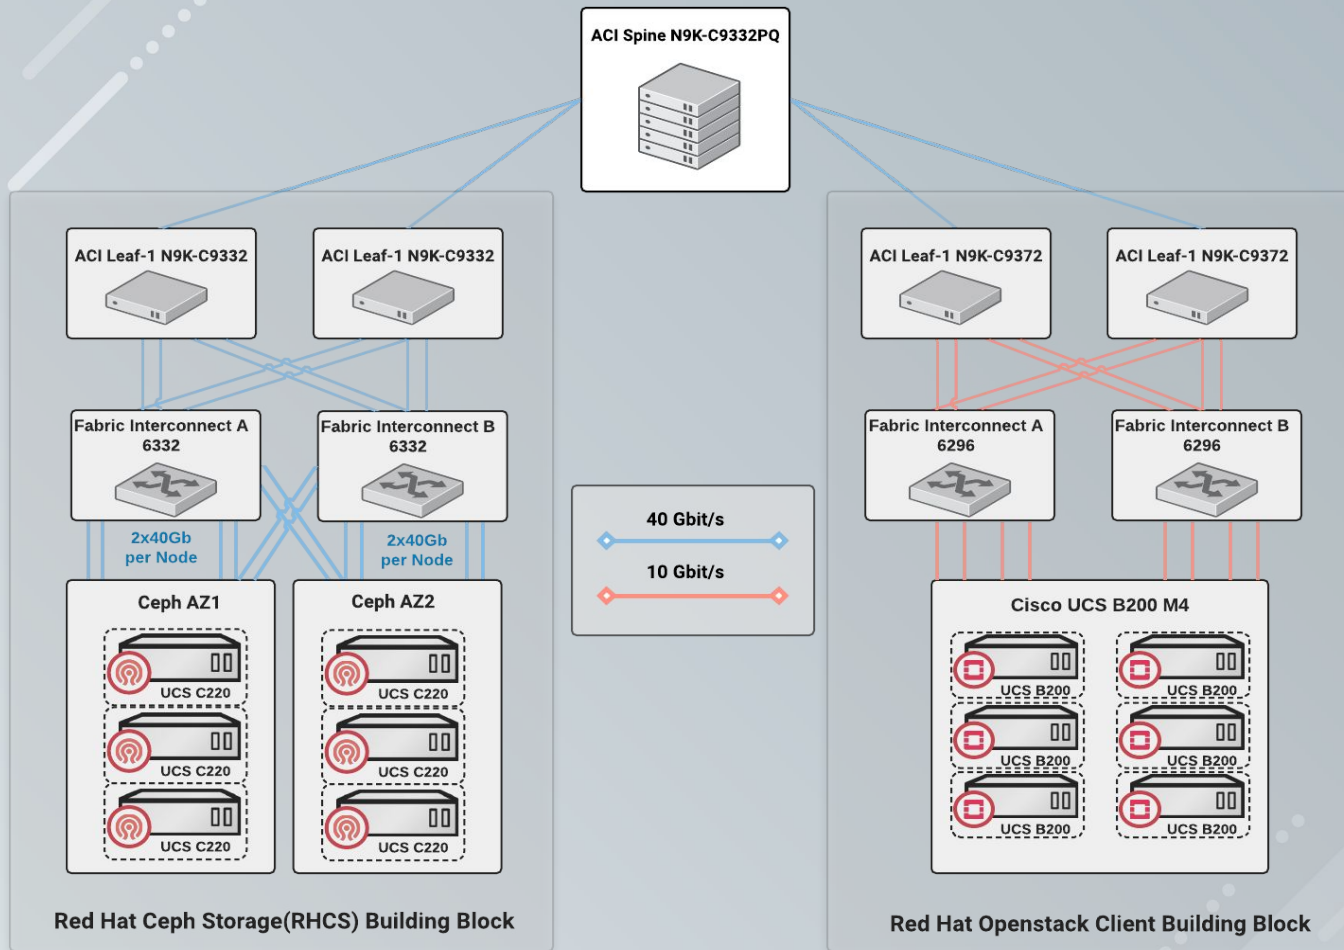 ACI Spine N9K-C9332PQ
ACI Leaf-1 N9K-C9332
ACI Leaf-1 N9K-C9332
ACI Leaf-1 N9K-C9372
ACI Leaf-1 N9K-C9372
Fabric Interconnect A
6332
Fabric Interconnect B
6332
Fabric Interconnect A
6296
Fabric Interconnect B
6296
2x40Gb
per Node
2x40Gb
per Node
40 Gbit/s
10 Gbit/s
Ceph AZ1
UCS C220
UCS C220
UCS C220
Ceph AZ2
UCS C220
UCS C220
UCS C220
Cisco UCS B200 M4
UCS B200
UCS B200
UCS B200
UCS B200
UCS B200
UCS B200
Red Hat Ceph Storage(RHCS) Building Block
Red Hat Openstack Client Building Block